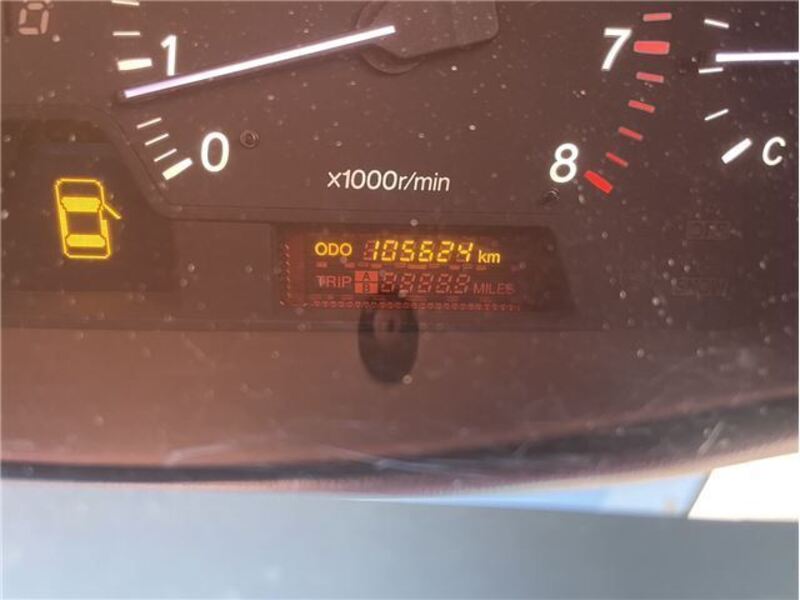 1
7
0
8
C
x1000r/min
ODO 105624 km
TRIP A
B MILES